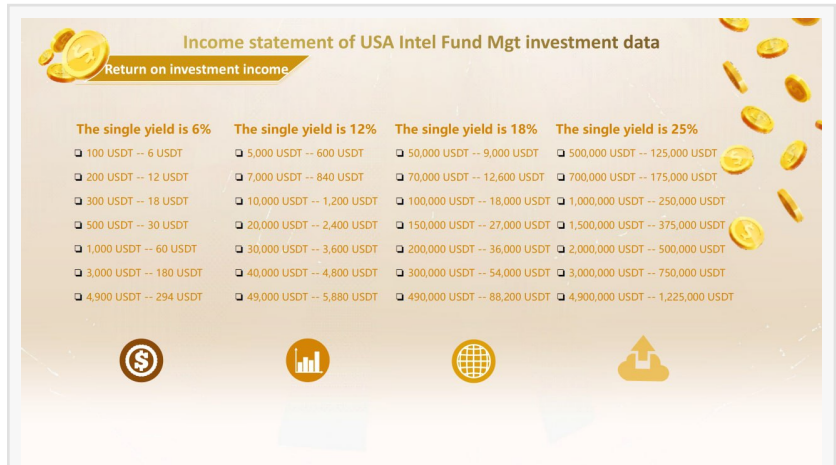 Income statement of USA Intel Fund Mgt investment data
Return on investment income
The single yield is 6%
100 USDT -- 6 USDT
200 USDT -- 12 USDT
300 USDT -- 18 USDT
500 USDT -- 30 USDT
1,000 USDT -- 60 USDT
3,000 USDT -- 180 USDT
4,900 USDT -- 294 USDT
The single yield is 12%
5,000 USDT -- 600 USDT
7,000 USDT -- 840 USDT
10,000 USDT -- 1,200 USDT
20,000 USDT -- 2,400 USDT
30,000 USDT -- 3,600 USDT
40,000 USDT -- 4,800 USDT
49,000 USDT -- 5,880 USDT
The single yield is 18%
50,000 USDT -- 9,000 USDT
70,000 USDT -- 12,600 USDT
100,000 USDT -- 18,000 USDT
150,000 USDT -- 27,000 USDT
200,000 USDT -- 36,000 USDT
300,000 USDT -- 54,000 USDT
490,000 USDT -- 88,200 USDT
The single yield is 25%
500,000 USDT -- 125,000 USDT
700,000 USDT -- 175,000 USDT
1,000,000 USDT -- 250,000 USDT
1,500,000 USDT -- 375,000 USDT
2,000,000 USDT -- 500,000 USDT
3,000,000 USDT -- 750,000 USDT
4,900,000 USDT -- 1,225,000 USDT